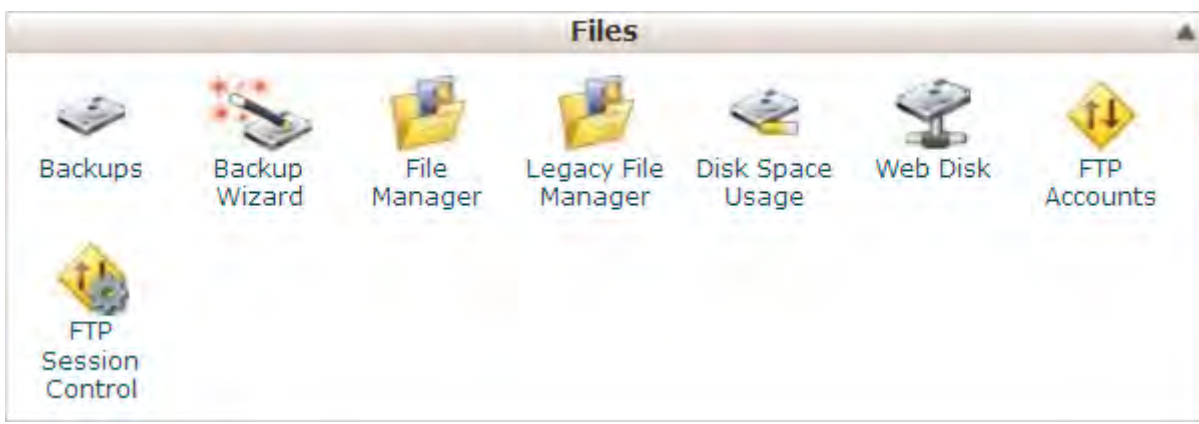 Files
Backups
Backup
Wizard
File
Manager
Legacy File
Manager
Disk Space
Usage
Web Disk
FTP
Accounts
FTP
Session
Control